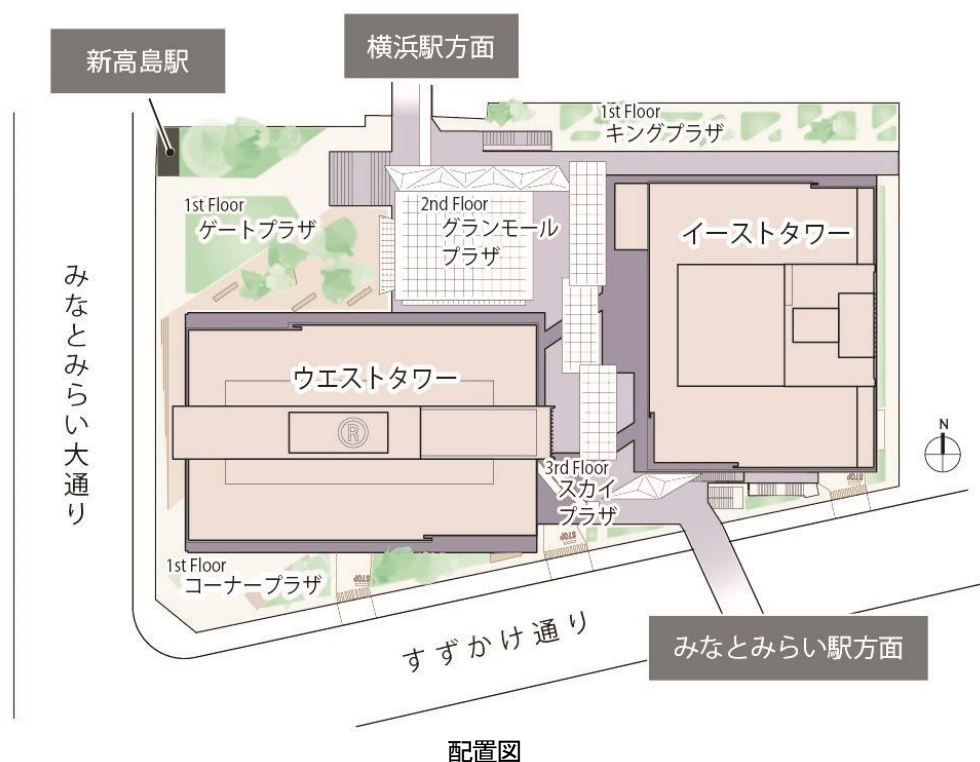 新高島駅
横浜駅方面
1st Floor
キングプラザ
1st Floor
ゲートプラザ
2nd Floor
グランモール
プラザ
イーストタワー
みなとみらい大通り
ウエストタワー
R
N
3rd Floor
スカイ
プラザ
STOP
STOP
STOP
1st Floor
コーナープラザ
すずかけ通り
みなとみらい駅方面
配置図